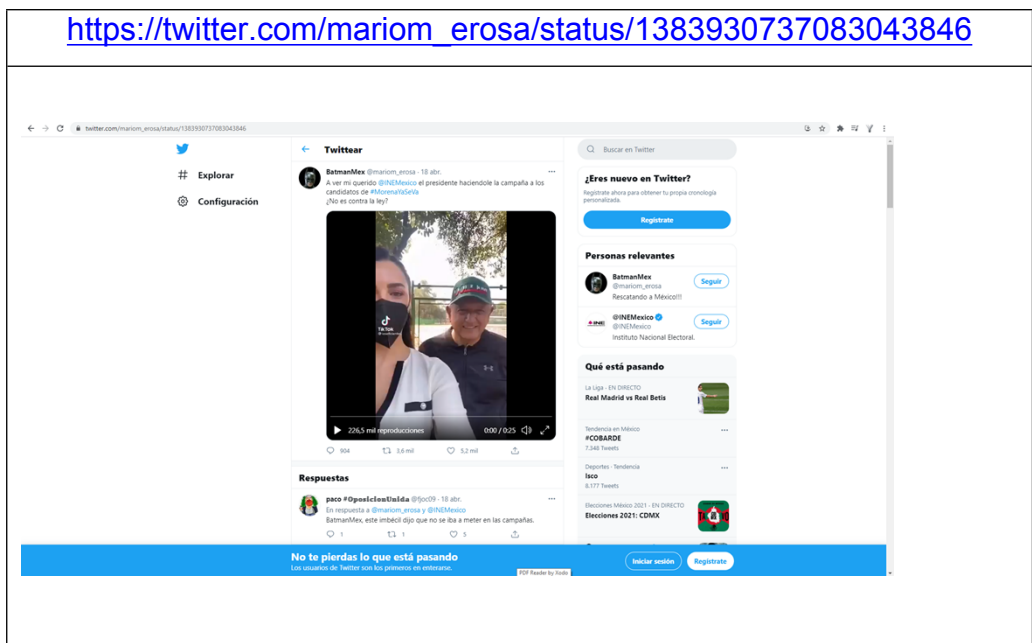 https://twitter.com/mariom_erosa/status/1383930737083043846
twitter.com/mariom_erosa/status/1383930737083043846
Explorar
Configuración
Twittear
BatmanMex @mariom_erosa · 18 abr.
A ver mi querido @INEMexico el presidente haciendole la campaña a los
candidatos de #MorenaYaSeVa
¿No es contra la ley?
TikTok
226,5 mil reproducciones
0:00 / 0:25
904 3,6 mil 5,2 mil
Respuestas
paco #OposicionUnida @fjoc09 · 18 abr.
En respuesta a @mariom_erosa y @INEMexico
BatmanMex, este imbécil dijo que no se iba a meter en las campañas.
1 1 5
Buscar en Twitter
¿Eres nuevo en Twitter?
Regístrate ahora para obtener tu propia cronología
personalizada.
Regístrate
Personas relevantes
BatmanMex
@mariom_erosa
Seguir
Rescatando a México!!!
INE
@INEMexico
@INEMexico
Seguir
Instituto Nacional Electoral.
Qué está pasando
La Liga · EN DIRECTO
Real Madrid vs Real Betis
Tendencia en México
#COBARDE
7.348 Tweets
Deportes · Tendencia
Isco
8.177 Tweets
Elecciones México 2021 · EN DIRECTO
Elecciones 2021: CDMX
No te pierdas lo que está pasando
Los usuarios de Twitter son los primeros en enterarse.
Iniciar sesión
Regístrate
PDF Reader by Xodo